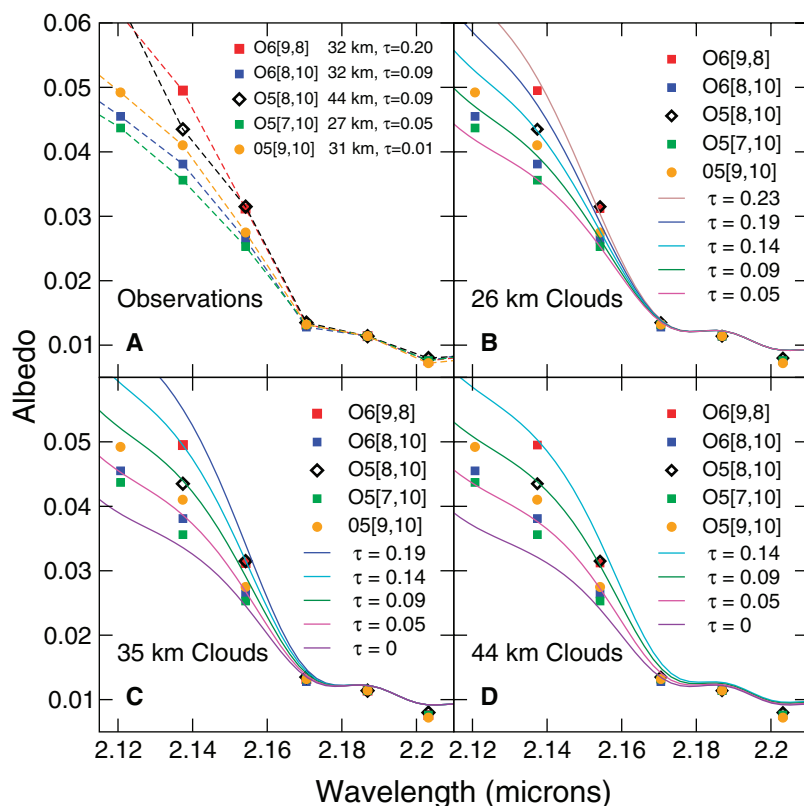 0.06
0.05
0.04
0.03
0.02
0.01
O6[9,8] 32 km, τ=0.20
O6[8,10] 32 km, τ=0.09
O5[8,10] 44 km, τ=0.09
O5[7,10] 27 km, τ=0.05
05[9,10] 31 km, τ=0.01
Observations
A
O6[9,8]
O6[8,10]
O5[8,10]
O5[7,10]
05[9,10]
τ = 0.23
τ = 0.19
τ = 0.14
τ = 0.09
τ = 0.05
26 km Clouds
B
Albedo
0.05
0.04
0.03
0.02
0.01
O6[9,8]
O6[8,10]
O5[8,10]
O5[7,10]
05[9,10]
τ = 0.19
τ = 0.14
τ = 0.09
τ = 0.05
τ = 0
35 km Clouds
C
O6[9,8]
O6[8,10]
O5[8,10]
O5[7,10]
O5[9,10]
τ = 0.14
τ = 0.09
τ = 0.05
τ = 0
44 km Clouds
D
2.12 2.14 2.16 2.18 2.2
2.12 2.14 2.16 2.18 2.2
Wavelength (microns)